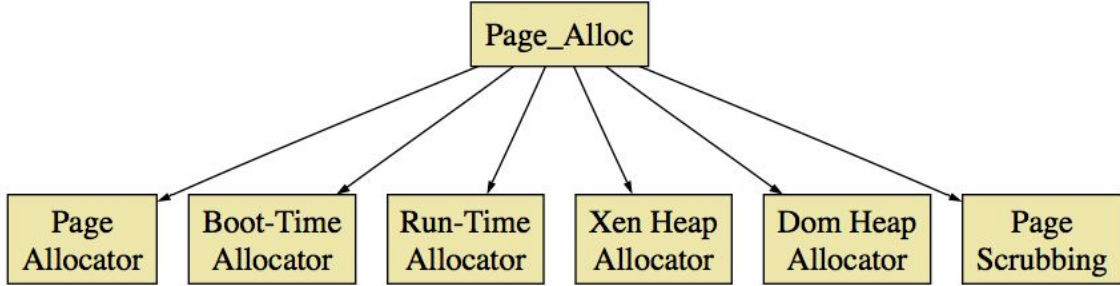 Page_Alloc
Page
Allocator
Boot-Time
Allocator
Run-Time
Allocator
Xen Heap
Allocator
Dom Heap
Allocator
Page
Scrubbing